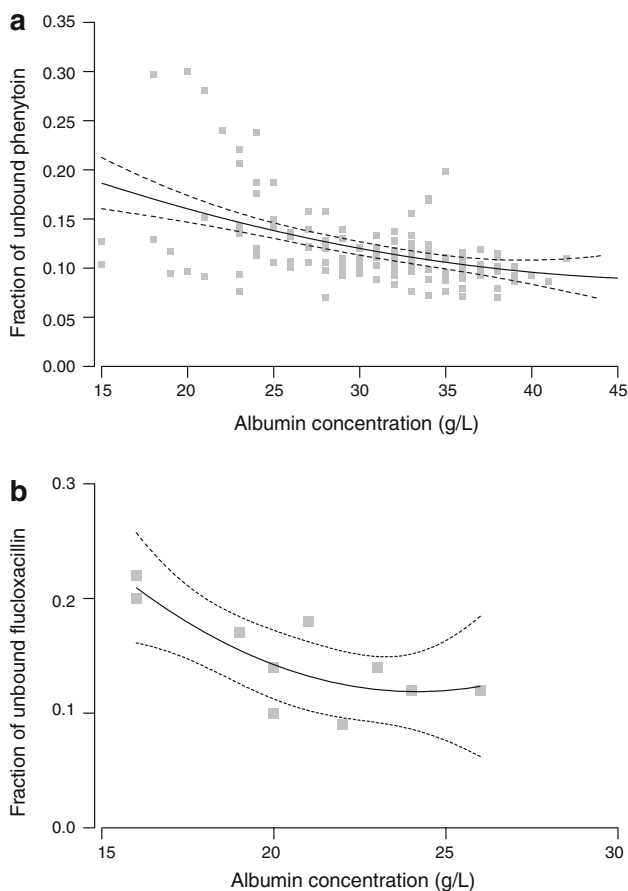 a
Fraction of unbound phenytoin
0.35
0.30
0.25
0.20
0.15
0.10
0.05
0.00
15 20 25 30 35 40 45
Albumin concentration (g/L)
b
Fraction of unbound flucloxacillin
0.3
0.2
0.1
0.0
15 20 25 30
Albumin concentration (g/L)